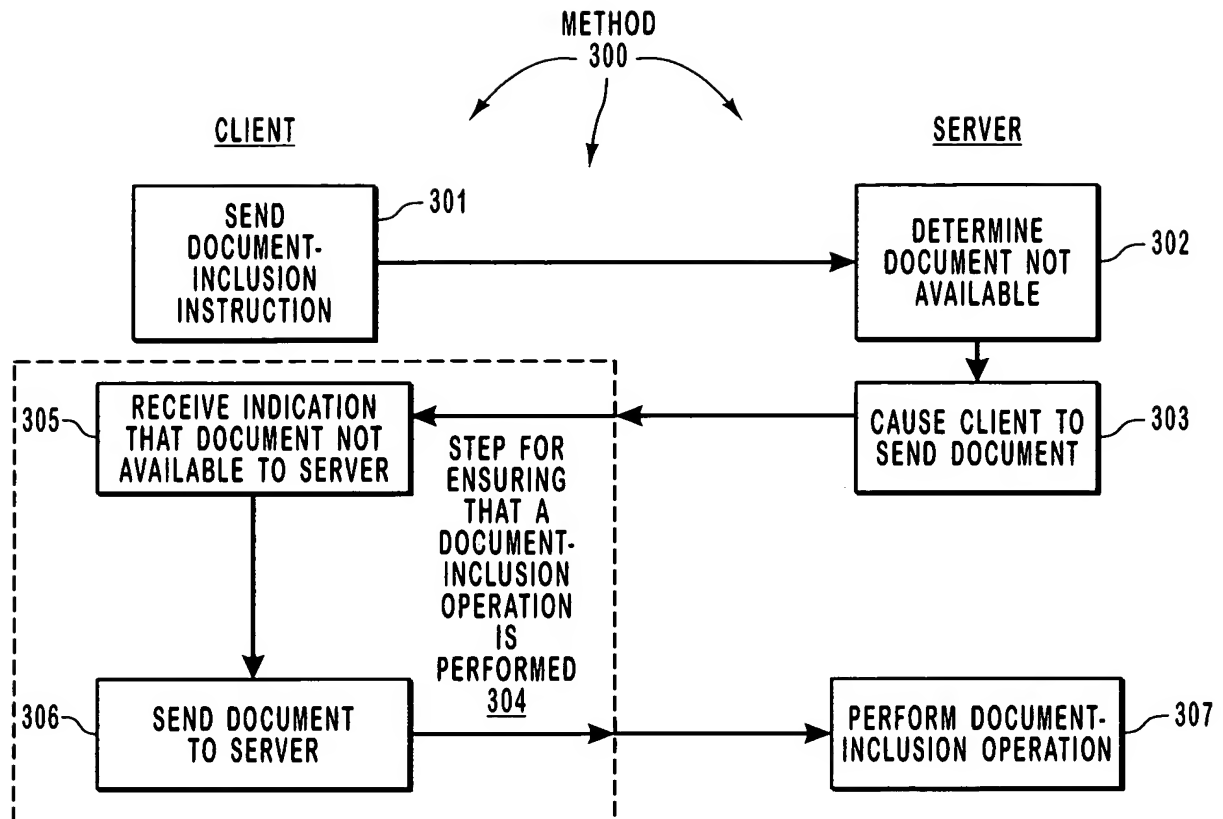 METHOD
300
CLIENT
SERVER
SEND
DOCUMENT-
INCLUSION
INSTRUCTION
301
DETERMINE
DOCUMENT NOT
AVAILABLE
302
305
RECEIVE INDICATION
THAT DOCUMENT NOT
AVAILABLE TO SERVER
CAUSE CLIENT TO
SEND DOCUMENT
303
STEP FOR
ENSURING
THAT A
DOCUMENT-
INCLUSION
OPERATION
IS
PERFORMED
304
306
SEND DOCUMENT
TO SERVER
PERFORM DOCUMENT-
INCLUSION OPERATION
307